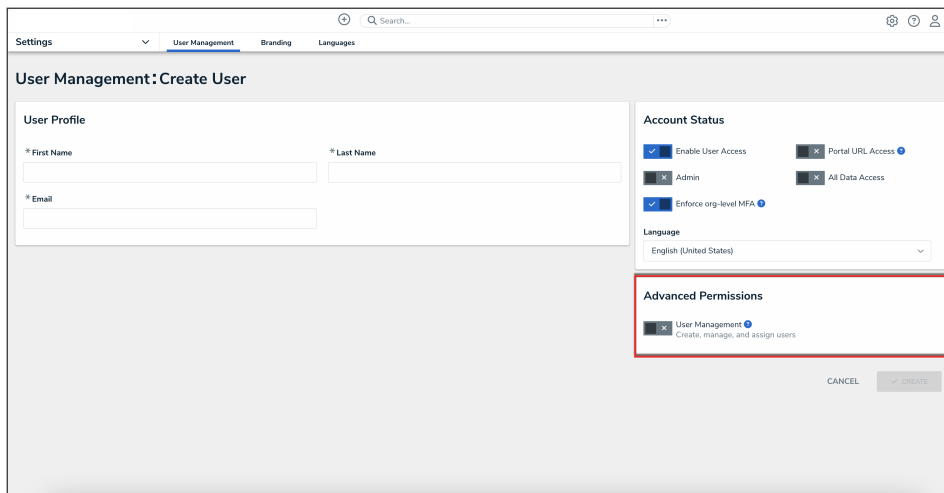 Search...
Settings
User Management
Branding
Languages
User Management: Create User
User Profile
*First Name
*Last Name
*Email
Account Status
Enable User Access
Portal URL Access ?
Admin
All Data Access
Enforce org-level MFA ?
Language
English (United States)
Advanced Permissions
User Management ?
Create, manage, and assign users
CANCEL
CREATE